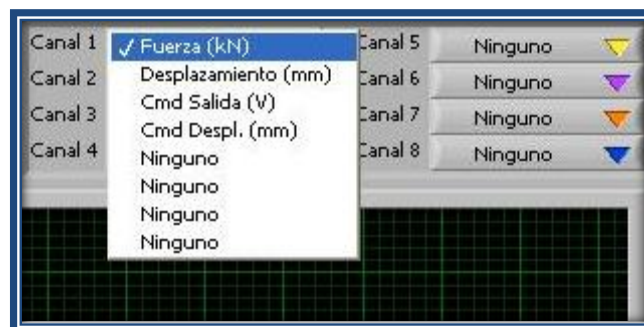 Canal 1 ✓ Fuerza (kN) Canal 5 Ninguno
Canal 2 Desplazamiento (mm) Canal 6 Ninguno
Cmd Salida (V)
Canal 3 Cmd Despl. (mm) Canal 7 Ninguno
Canal 4 Ninguno Canal 8 Ninguno
Ninguno
Ninguno
Ninguno